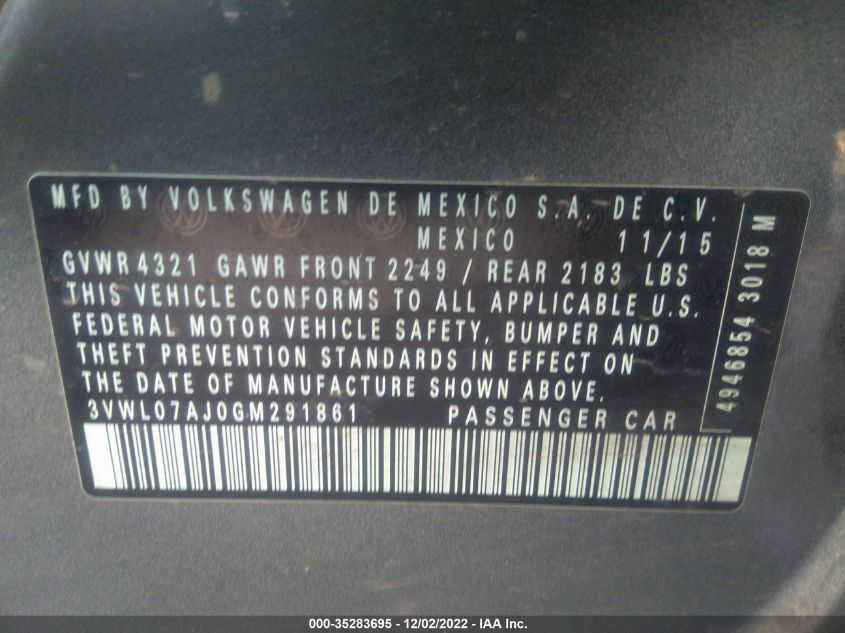 MFD BY VOLKSWAGEN DE MEXICO S.A. DE C.V.
MEXICO 11/15
GVWR 4321 GAWR FRONT 2249 / REAR 2183 LBS
THIS VEHICLE CONFORMS TO ALL APPLICABLE U.S.
FEDERAL MOTOR VEHICLE SAFETY, BUMPER AND
THEFT PREVENTION STANDARDS IN EFFECT ON
THE DATE OF MANUFACTURE SHOWN ABOVE.
3VWL07AJ0GM291861 PASSENGER CAR
4946854 3018 M
000-35283695 - 12/02/2022 - IAA Inc.